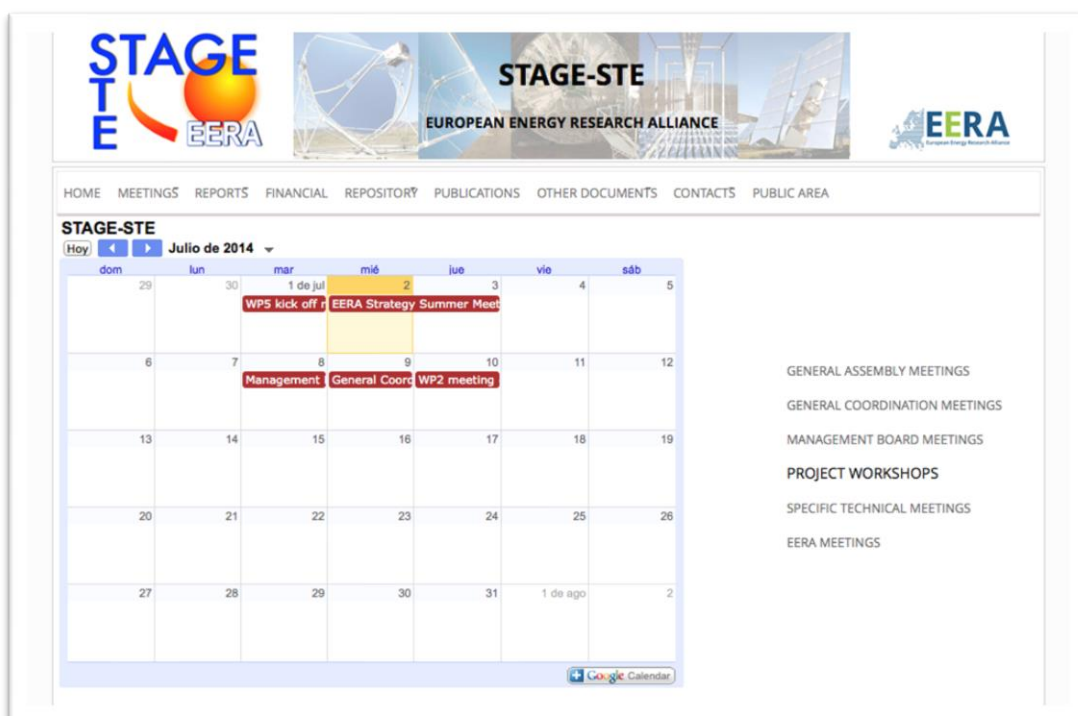 STAGE
STE
EERA
STAGE-STE
EUROPEAN ENERGY RESEARCH ALLIANCE
EERA
European Energy Research Alliance
HOME MEETINGS REPORTS FINANCIAL REPOSITORY PUBLICATIONS OTHER DOCUMENTS CONTACTS PUBLIC AREA
STAGE-STE
Hoy Julio de 2014
dom lun mar mié jue vie sáb
29 30 1 de jul 2 3 4 5
WP5 kick off EERA Strategy Summer Meet
6 7 8 9 10 11 12
Management General Coord WP2 meeting
13 14 15 16 17 18 19
20 21 22 23 24 25 26
27 28 29 30 31 1 de ago 2
Google Calendar
GENERAL ASSEMBLY MEETINGS
GENERAL COORDINATION MEETINGS
MANAGEMENT BOARD MEETINGS
PROJECT WORKSHOPS
SPECIFIC TECHNICAL MEETINGS
EERA MEETINGS